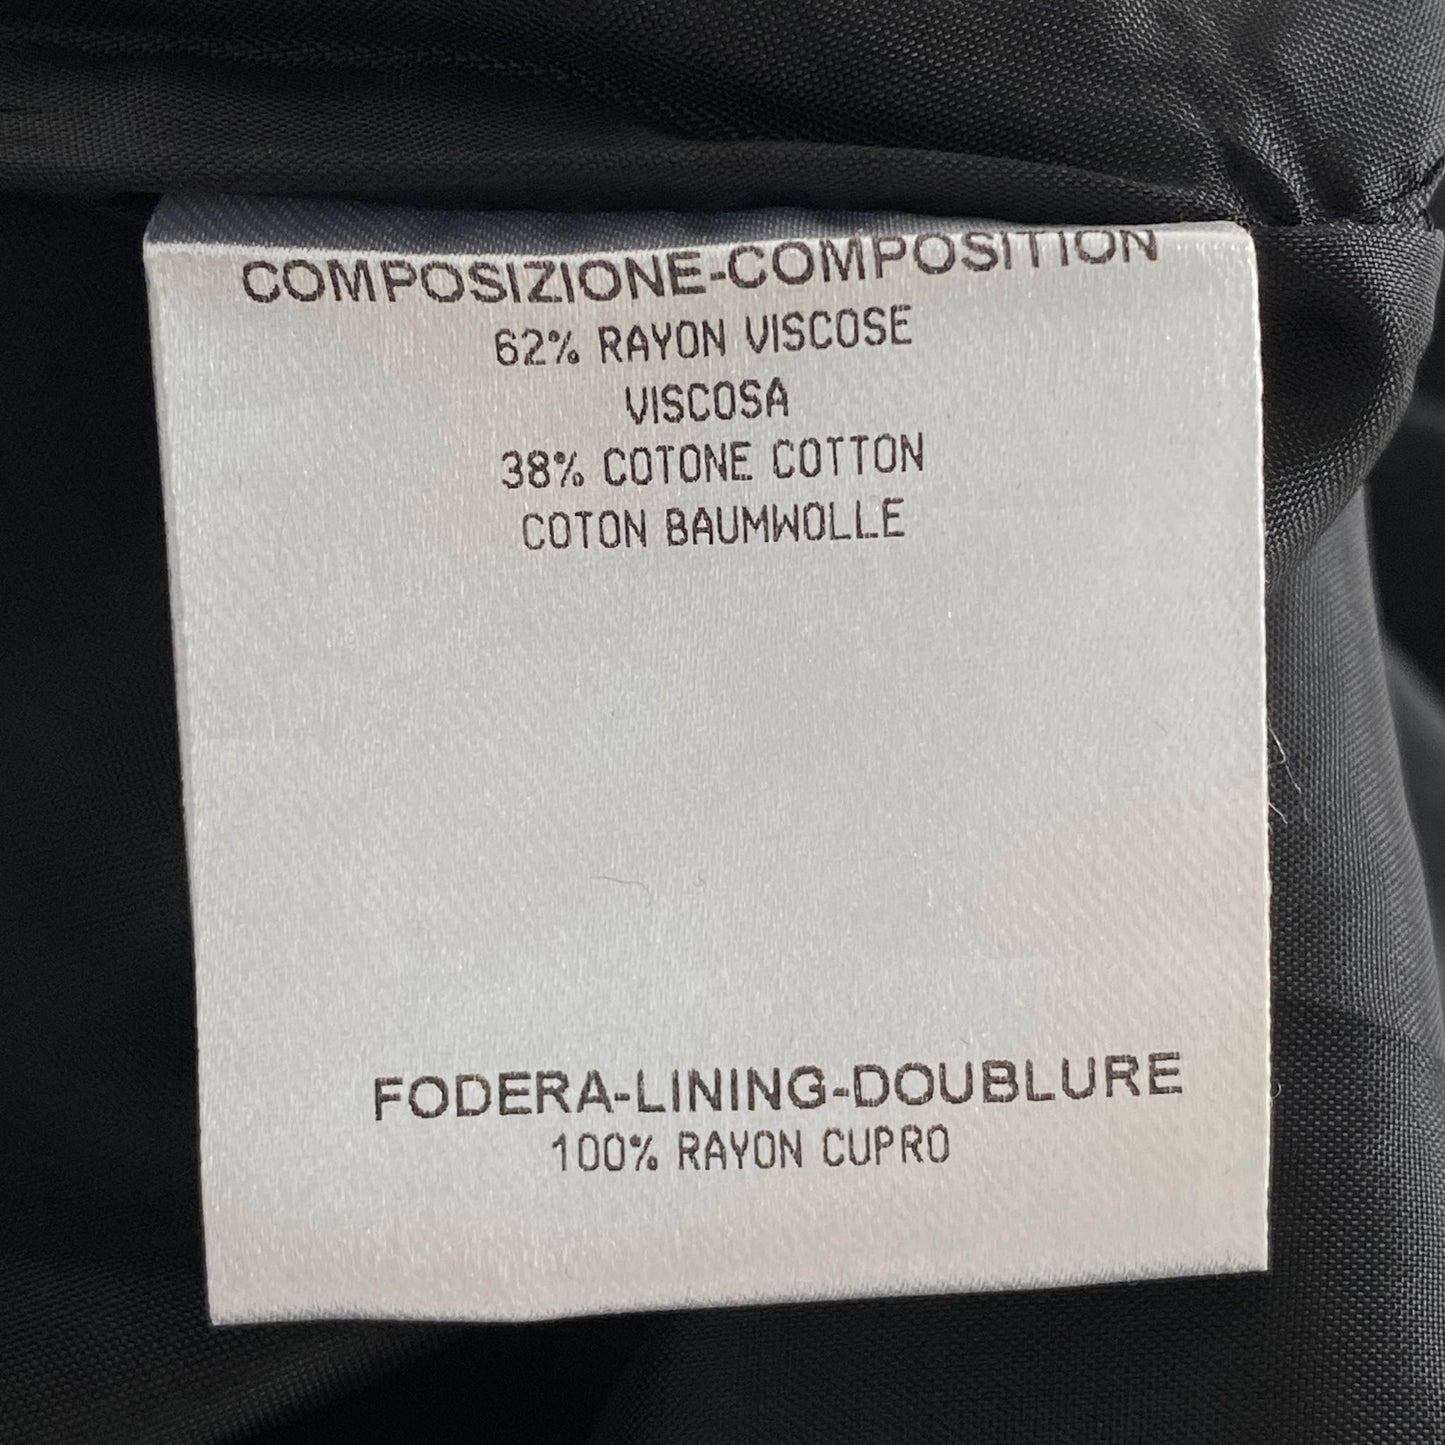 COMPOSIZIONE-COMPOSITION
62% RAYON VISCOSE
VISCOSA
38% COTONE COTTON
COTON BAUMWOLLE
FODERA-LINING-DOUBLURE
100% RAYON CUPRO